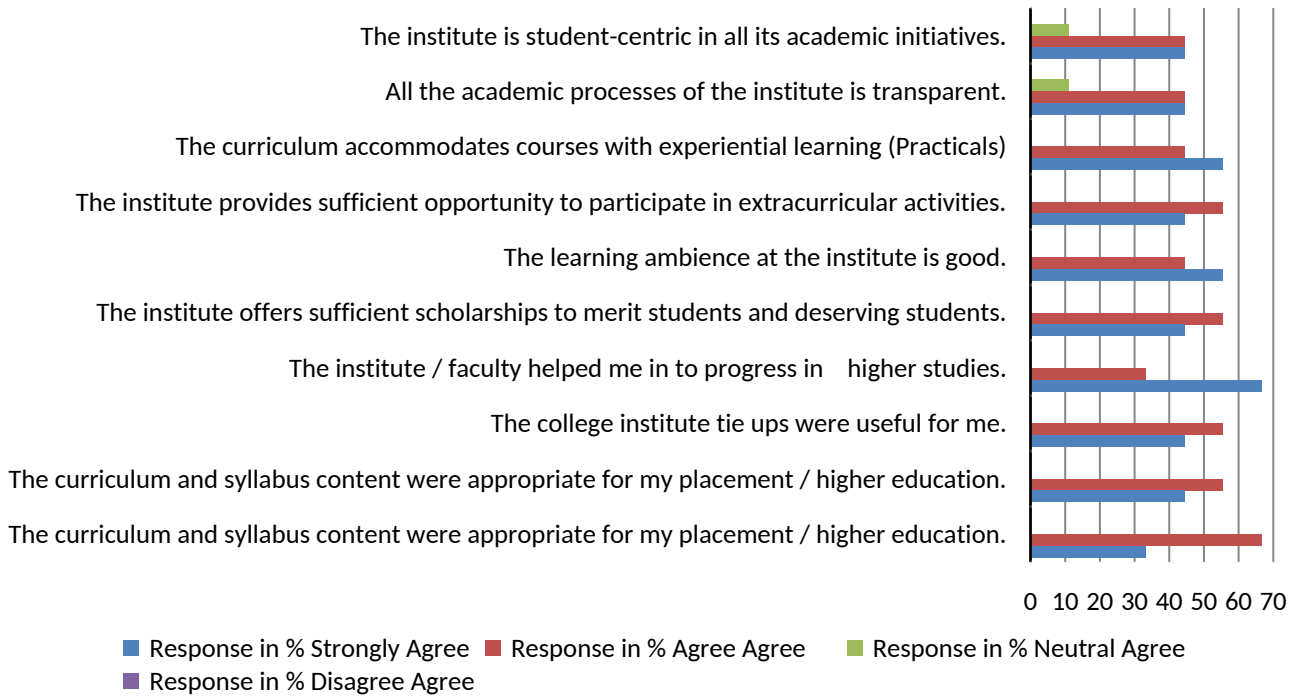 The institute is student-centric in all its academic initiatives.
All the academic processes of the institute is transparent.
The curriculum accommodates courses with experiential learning (Practicals)
The institute provides sufficient opportunity to participate in extracurricular activities.
The learning ambience at the institute is good.
The institute offers sufficient scholarships to merit students and deserving students.
The institute / faculty helped me in to progress in    higher studies.
The college institute tie ups were useful for me.
The curriculum and syllabus content were appropriate for my placement / higher education.
The curriculum and syllabus content were appropriate for my placement / higher education.
0 10 20 30 40 50 60 70
Response in % Strongly Agree Response in % Agree Agree Response in % Neutral Agree
Response in % Disagree Agree